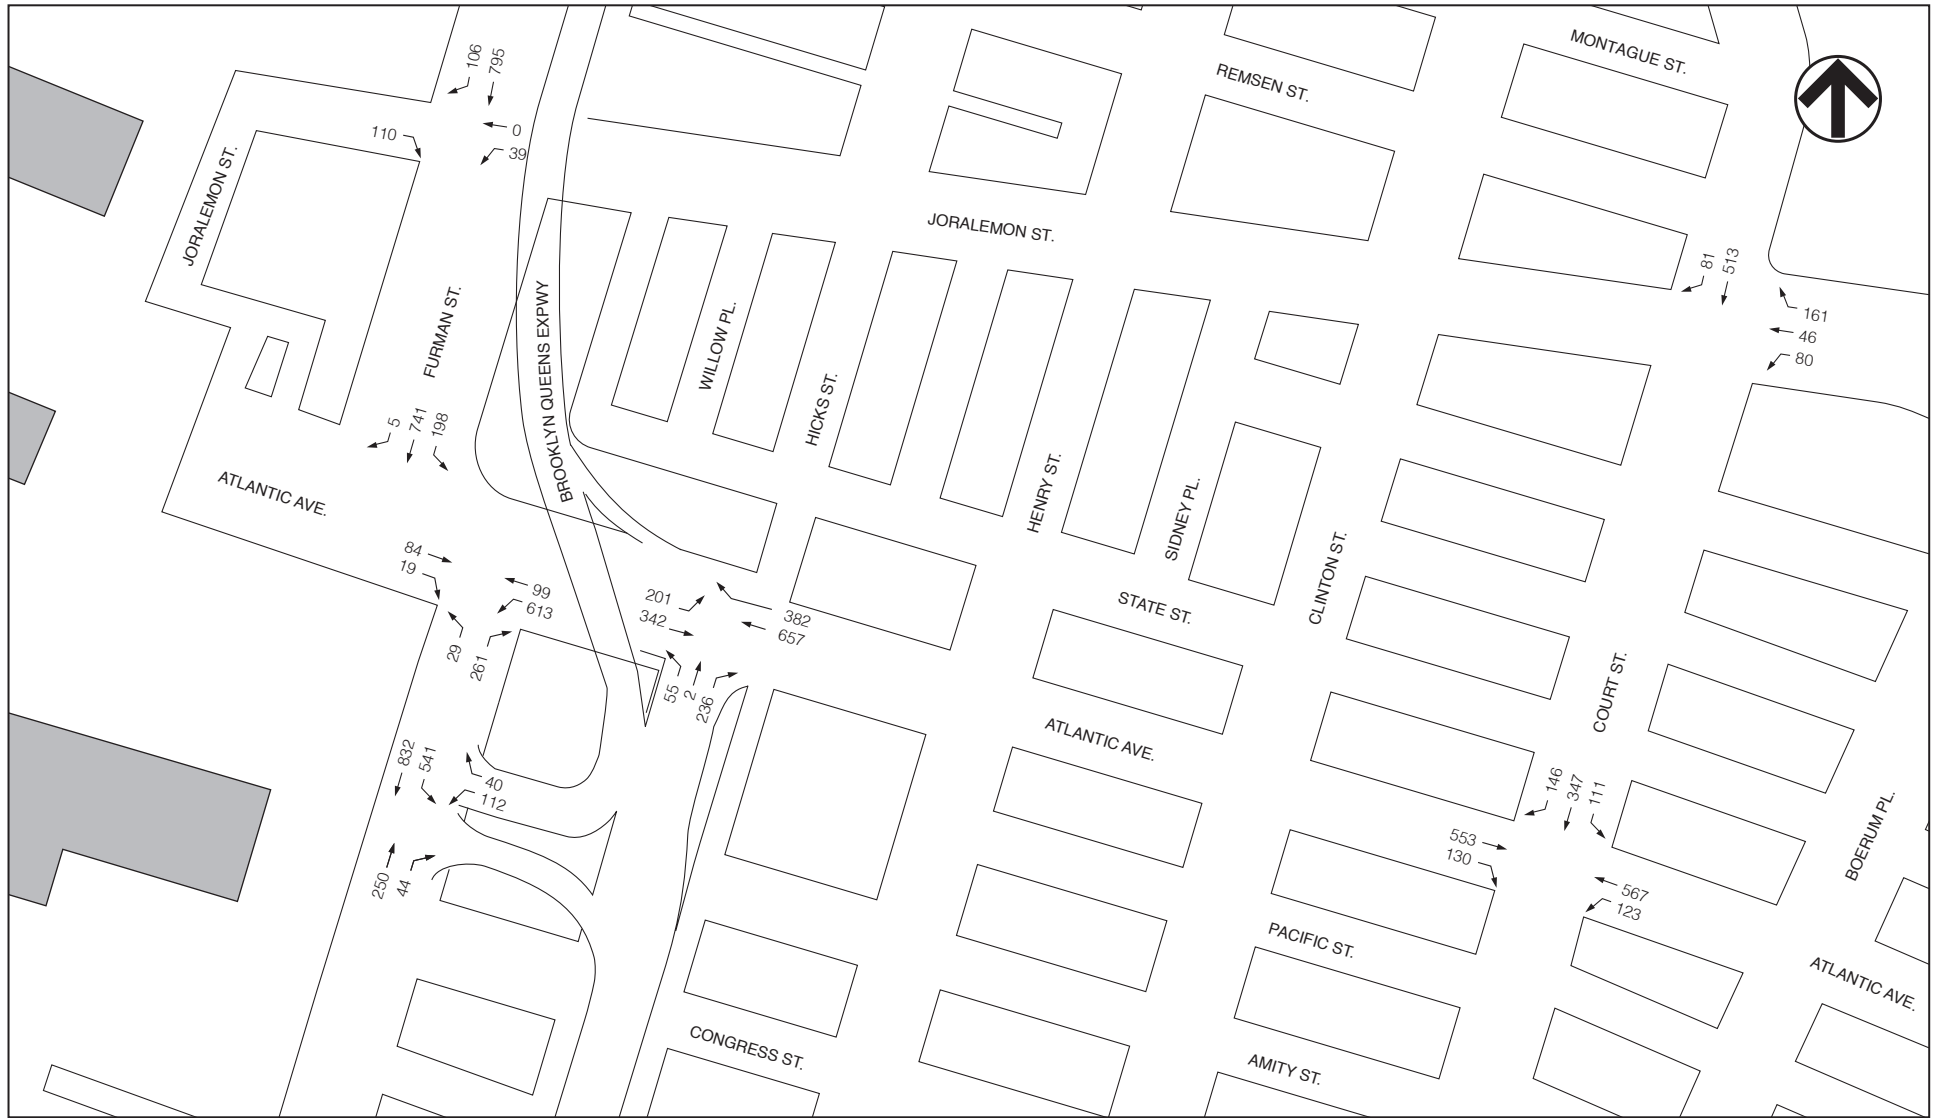 MONTAGUE ST.
REMSEN ST.
106
795
110
0
39
JORALEMON ST.
JORALEMON ST.
81
513
161
46
80
FURMAN ST.
BROOKLYN QUEENS EXPWY
WILLOW PL.
HICKS ST.
5
741
198
ATLANTIC AVE.
HENRY ST.
SIDNEY PL.
CLINTON ST.
84
19
99
613
201
342
382
657
STATE ST.
29
261
55
2
236
COURT ST.
ATLANTIC AVE.
832
541
40
112
146
347
111
553
130
BOERUM PL.
250
44
567
123
PACIFIC ST.
ATLANTIC AVE.
CONGRESS ST.
AMITY ST.